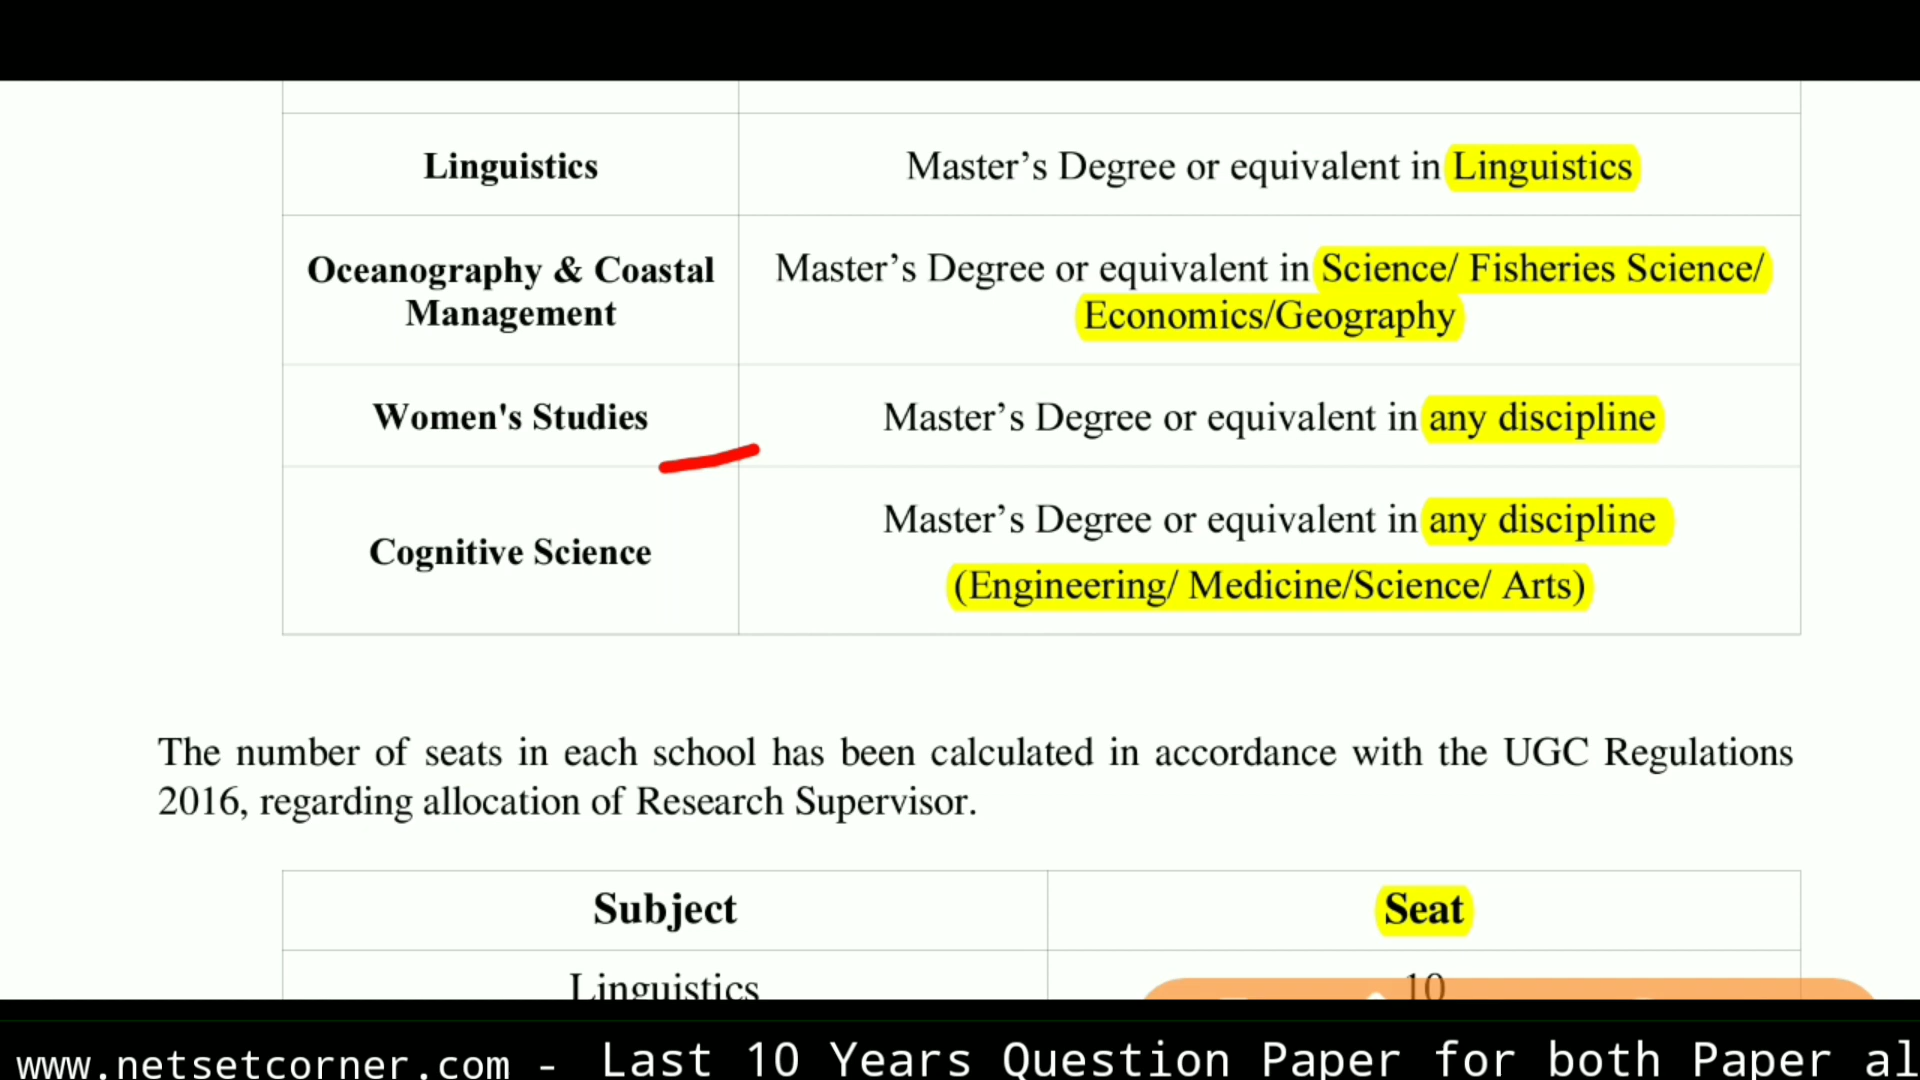 Linguistics
Master’s Degree or equivalent in Linguistics
Oceanography & Coastal
Management
Master’s Degree or equivalent in Science/ Fisheries Science/
Economics/Geography
Women's Studies
Master’s Degree or equivalent in any discipline
Cognitive Science
Master’s Degree or equivalent in any discipline
(Engineering/ Medicine/Science/ Arts)
The number of seats in each school has been calculated in accordance with the UGC Regulations
2016, regarding allocation of Research Supervisor.
Subject
Seat
Linguistics
10
www.netsetcorner.com - Last 10 Years Question Paper for both Paper al